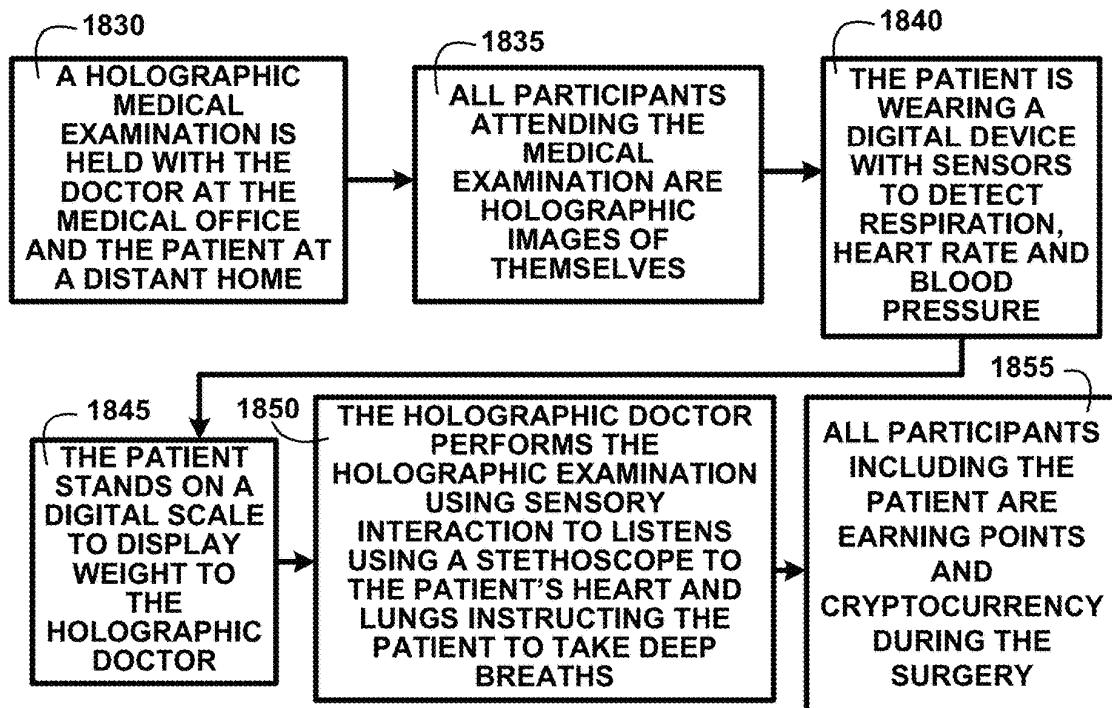 1830
A HOLOGRAPHIC
MEDICAL
EXAMINATION IS
HELD WITH THE
DOCTOR AT THE
MEDICAL OFFICE
AND THE PATIENT AT
A DISTANT HOME
1835
ALL PARTICIPANTS
ATTENDING THE
MEDICAL
EXAMINATION ARE
HOLOGRAPHIC
IMAGES OF
THEMSELVES
1840
THE PATIENT IS
WEARING A
DIGITAL DEVICE
WITH SENSORS
TO DETECT
RESPIRATION,
HEART RATE AND
BLOOD
PRESSURE
1845
THE PATIENT
STANDS ON A
DIGITAL SCALE
TO DISPLAY
WEIGHT TO
THE
HOLOGRAPHIC
DOCTOR
1850
THE HOLOGRAPHIC DOCTOR
PERFORMS THE
HOLOGRAPHIC EXAMINATION
USING SENSORY
INTERACTION TO LISTENS
USING A STETHOSCOPE TO
THE PATIENT'S HEART AND
LUNGS INSTRUCTING THE
PATIENT TO TAKE DEEP
BREATHS
1855
ALL PARTICIPANTS
INCLUDING THE
PATIENT ARE
EARNING POINTS
AND
CRYPTOCURRENCY
DURING THE
SURGERY